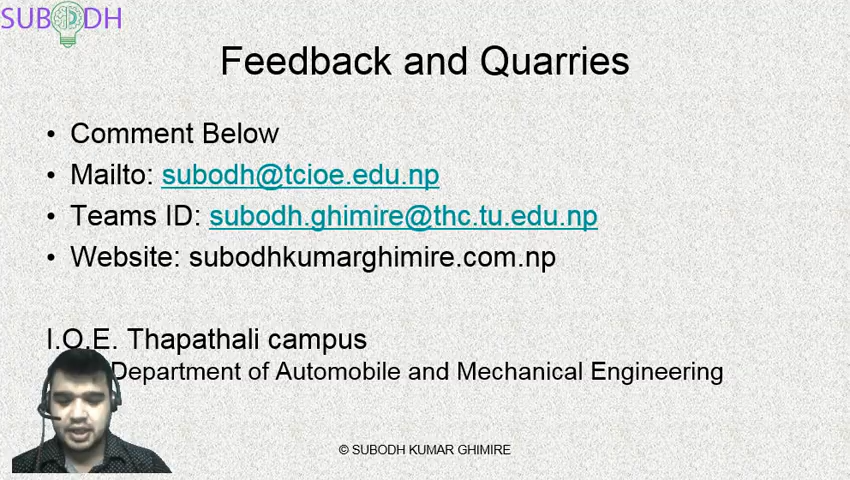 SUBODH
Feedback and Quarries
• Comment Below
• Mailto: subodh@tcioe.edu.np
• Teams ID: subodh.ghimire@thc.tu.edu.np
• Website: subodhkumarghimire.com.np
I.O.E. Thapathali campus
Department of Automobile and Mechanical Engineering
© SUBODH KUMAR GHIMIRE